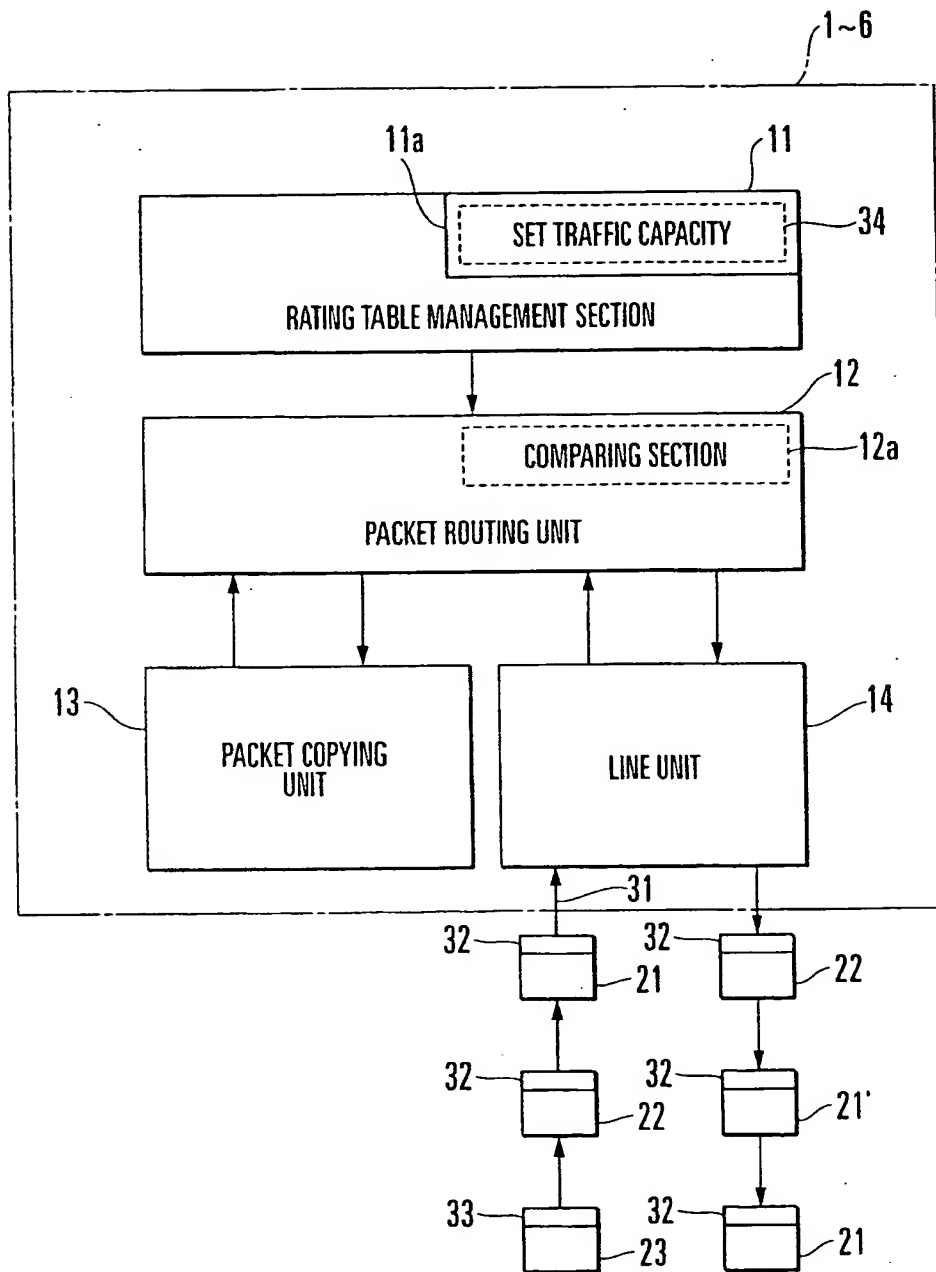 1~6
11a
11
SET TRAFFIC CAPACITY
34
RATING TABLE MANAGEMENT SECTION
12
COMPARING SECTION
12a
PACKET ROUTING UNIT
13
PACKET COPYING
UNIT
LINE UNIT
14
31
32
21
32
22
32
22
32
21'
33
23
32
21